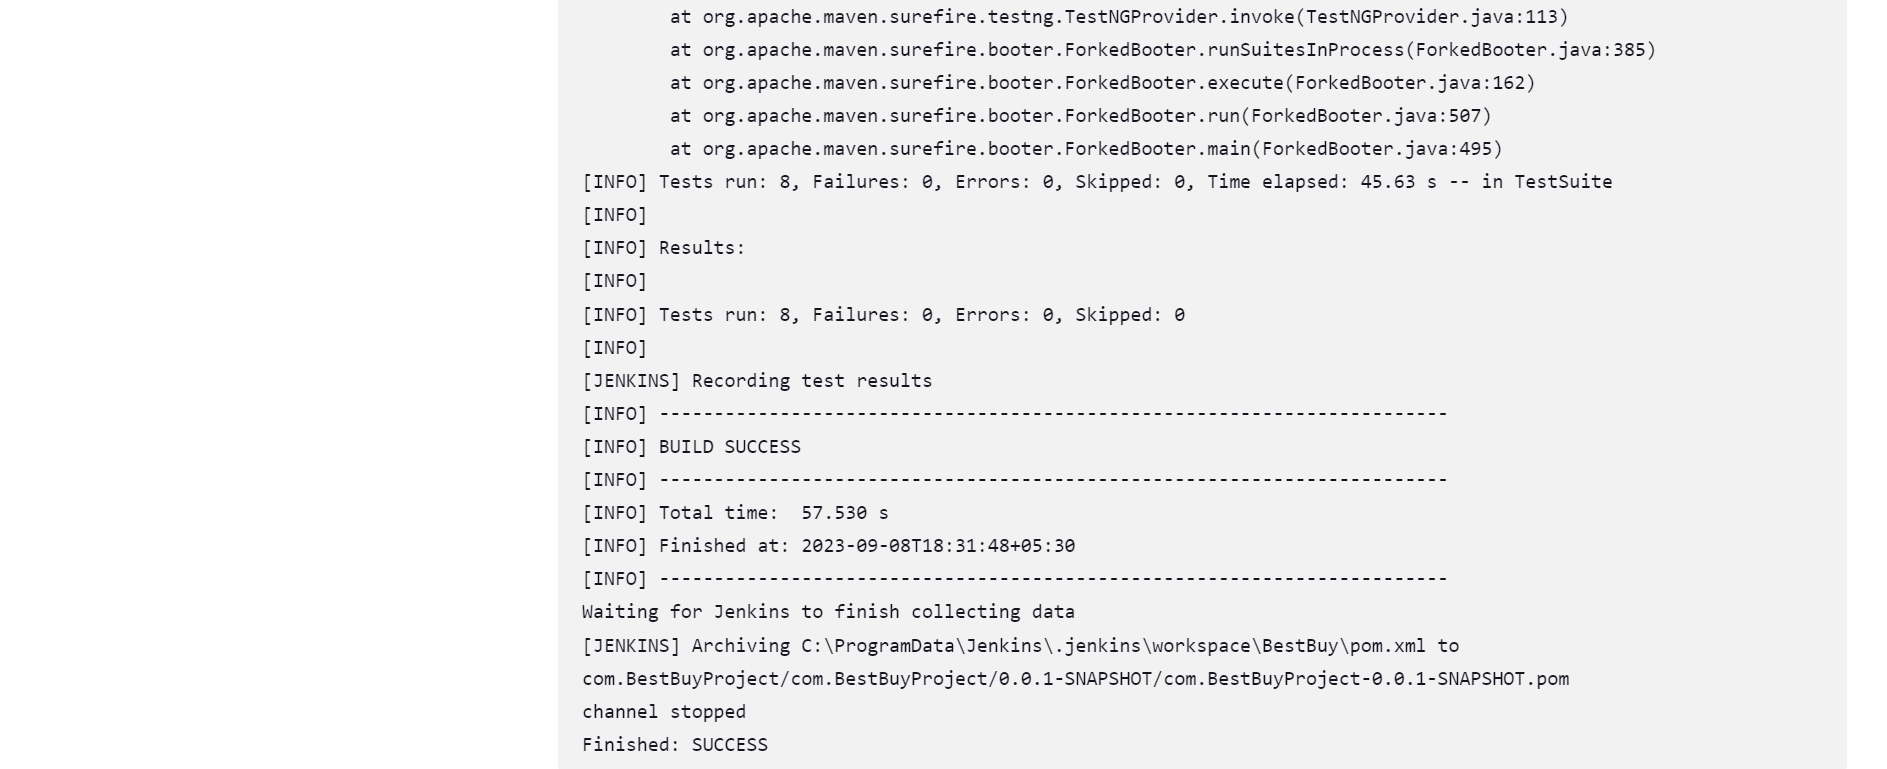 at org.apache.maven.surefire.testng.TestNGProvider.invoke(TestNGProvider.java:113)
at org.apache.maven.surefire.booter.ForkedBooter.runSuitesInProcess(ForkedBooter.java:385)
at org.apache.maven.surefire.booter.ForkedBooter.execute(ForkedBooter.java:162)
at org.apache.maven.surefire.booter.ForkedBooter.run(ForkedBooter.java:507)
at org.apache.maven.surefire.booter.ForkedBooter.main(ForkedBooter.java:495)
[INFO] Tests run: 8, Failures: 0, Errors: 0, Skipped: 0, Time elapsed: 45.63 s -- in TestSuite
[INFO]
[INFO] Results:
[INFO]
[INFO] Tests run: 8, Failures: 0, Errors: 0, Skipped: 0
[INFO]
[JENKINS] Recording test results
[INFO] ------------------------------------------------------------------------
[INFO] BUILD SUCCESS
[INFO] ------------------------------------------------------------------------
[INFO] Total time:  57.530 s
[INFO] Finished at: 2023-09-08T18:31:48+05:30
[INFO] ------------------------------------------------------------------------
Waiting for Jenkins to finish collecting data
[JENKINS] Archiving C:\ProgramData\Jenkins\.jenkins\workspace\BestBuy\pom.xml to
com.BestBuyProject/com.BestBuyProject/0.0.1-SNAPSHOT/com.BestBuyProject-0.0.1-SNAPSHOT.pom
channel stopped
Finished: SUCCESS